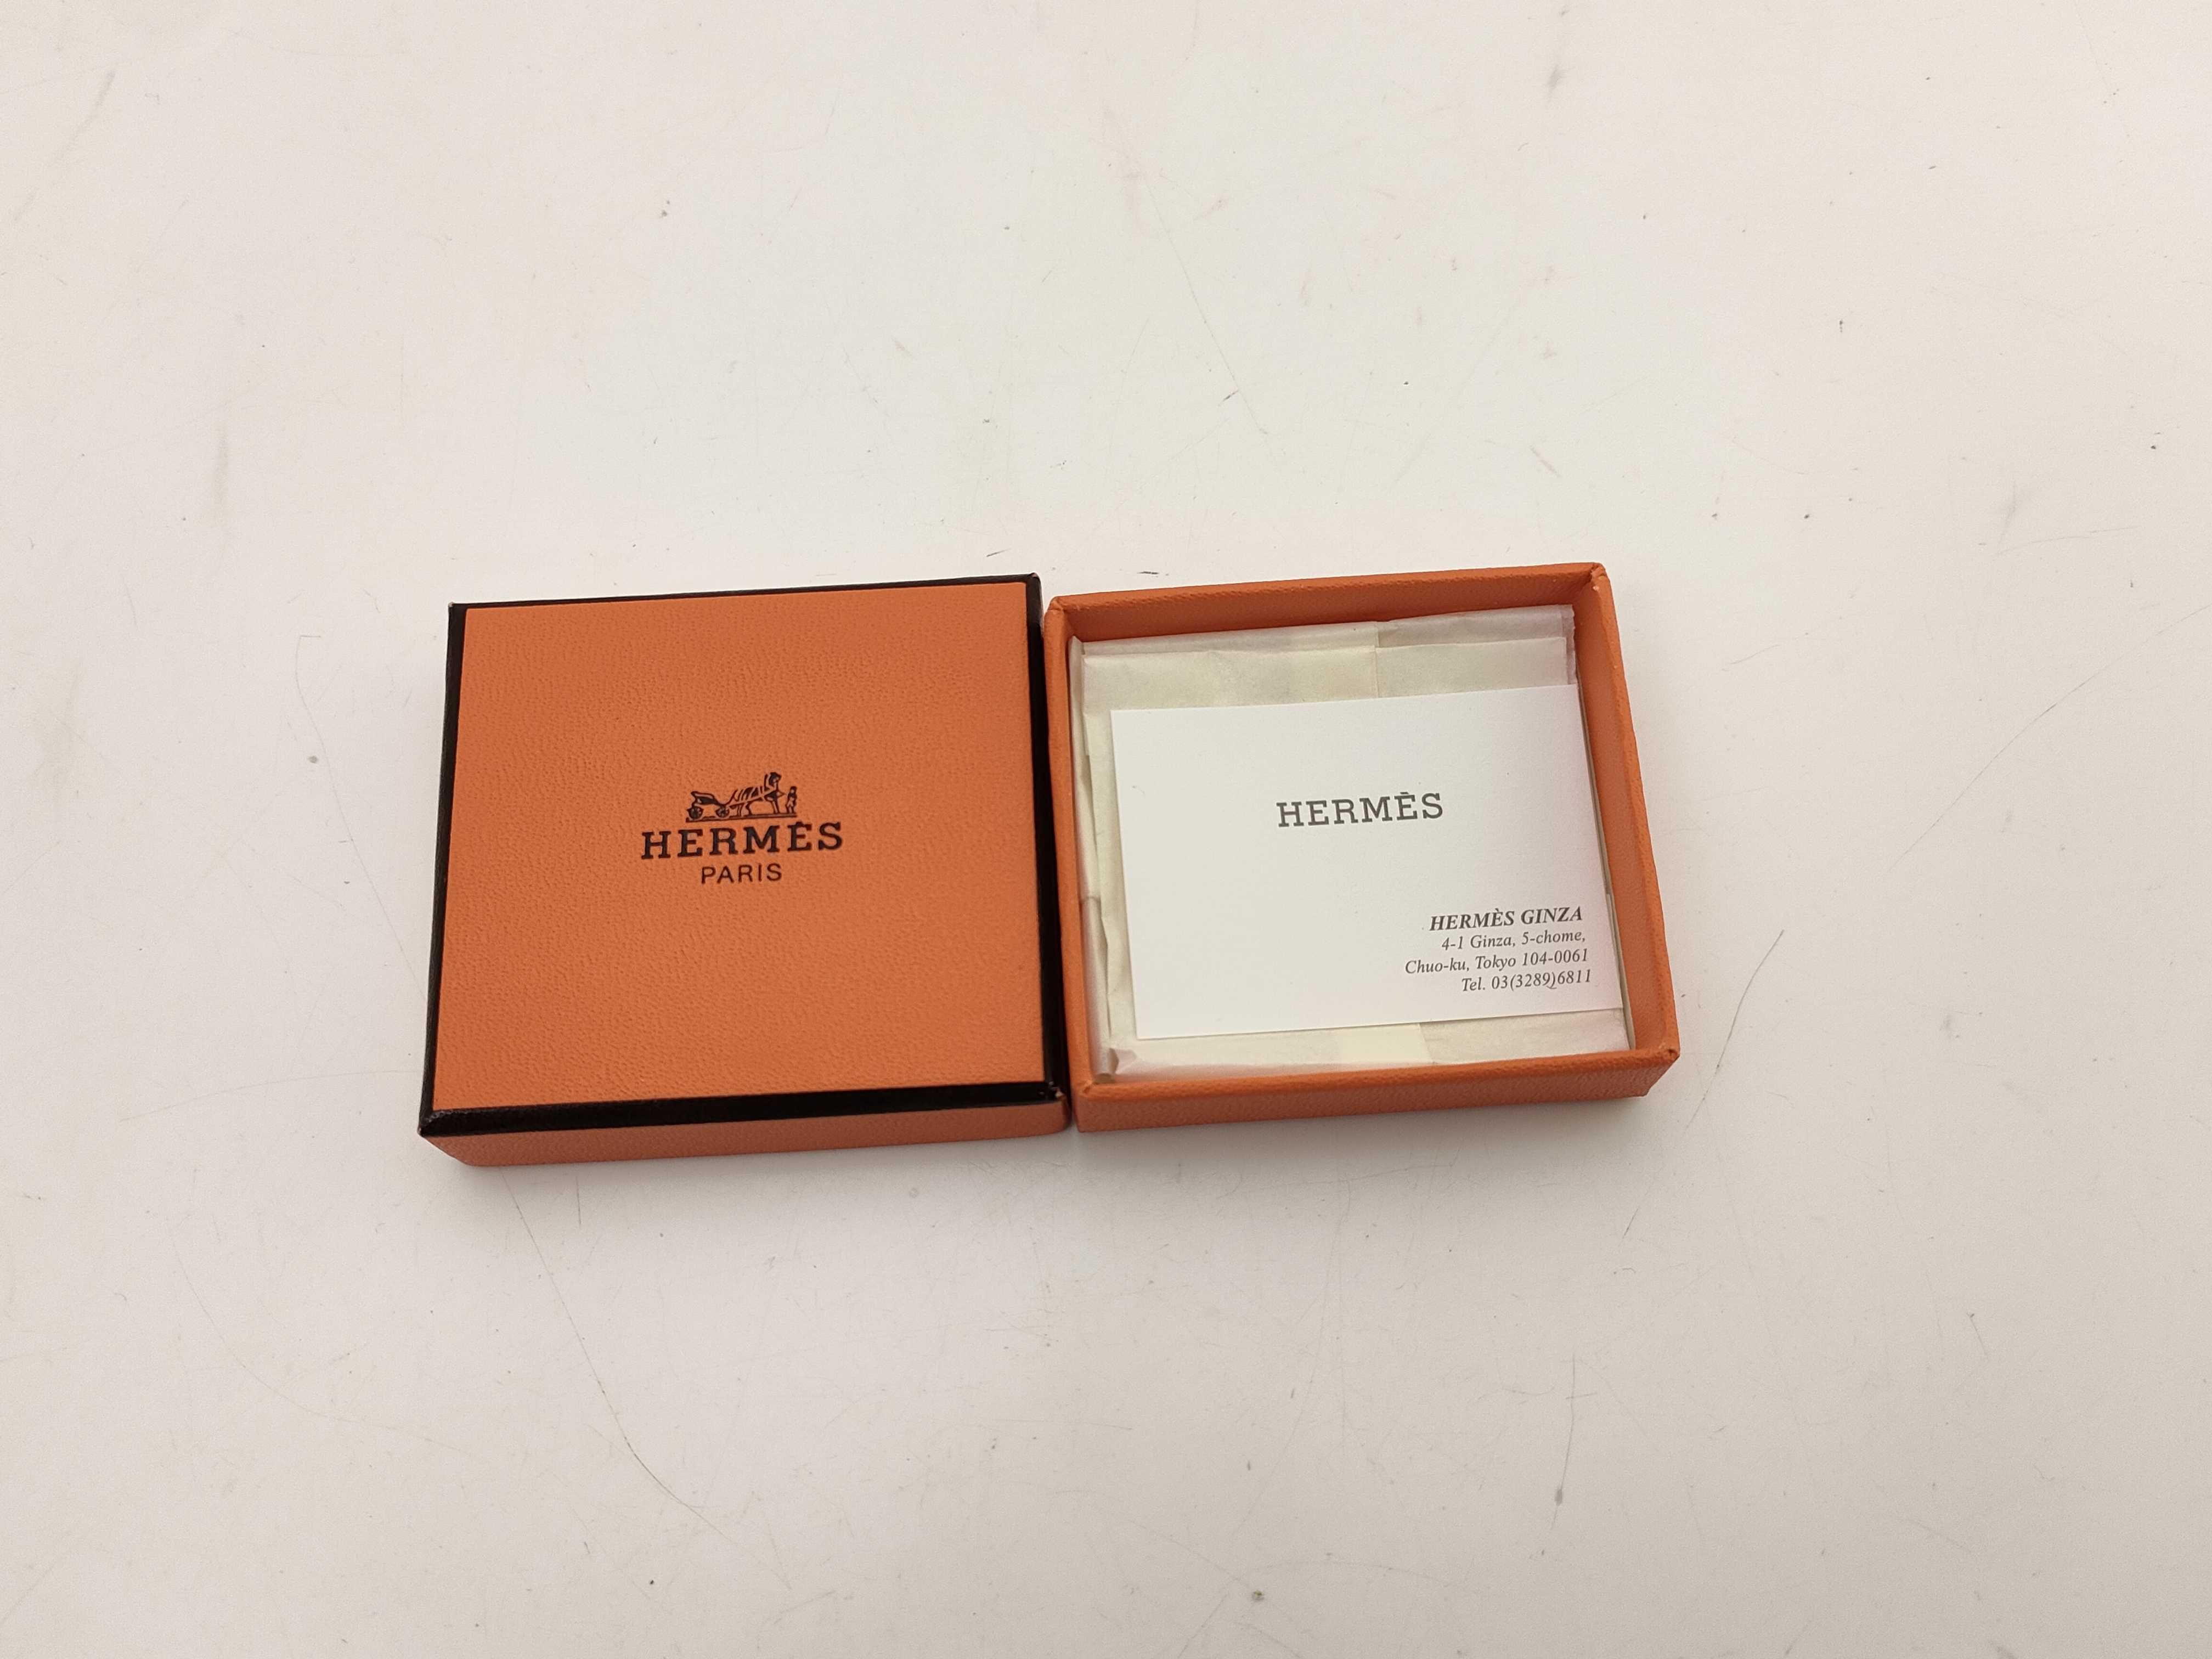 HERMÈS
PARIS
HERMÈS
HERMÈS GINZA
4-1 Ginza, 5-chome,
Chuo-ku, Tokyo 104-0061
Tel. 03(3289)6811